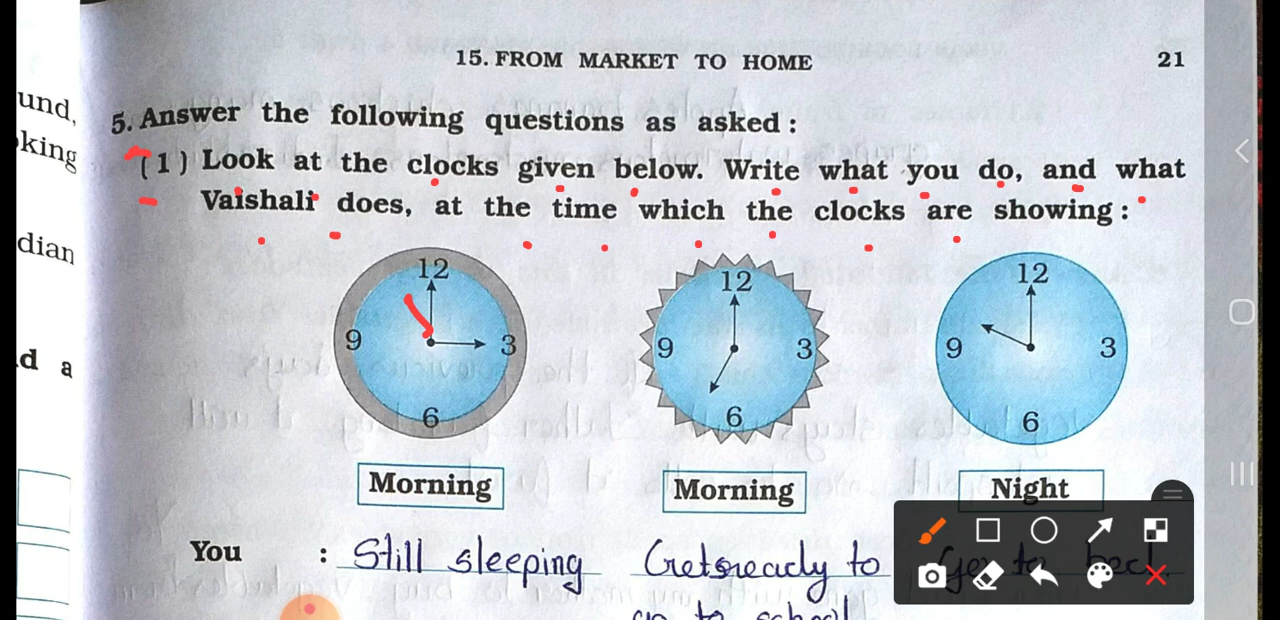 und,
king
dian
d a
15. FROM MARKET TO HOME 21
5. Answer the following questions as asked :
(1) Look at the clocks given below. Write what you do, and what
Vaishali does, at the time which the clocks are showing :
12 12 12
9 3 9 3 9 3
6 6 6
Morning Morning Night
You : Still sleeping Gets ready to to bed.
go to school